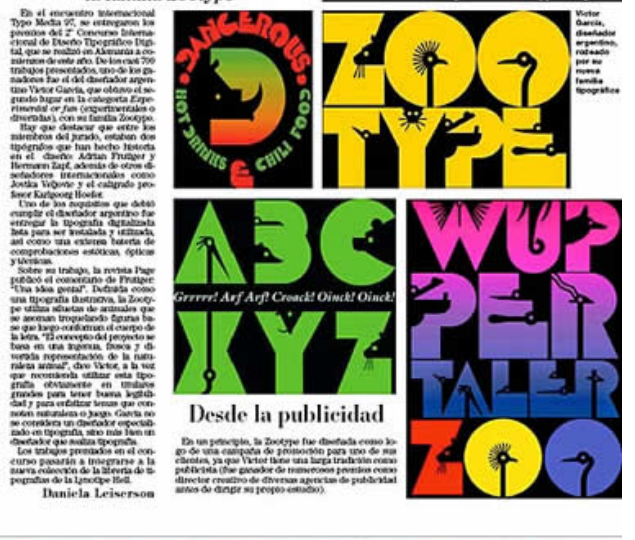 En el encuentro internacional
Typo Media 97, se entregaron los
premios del 2º Concurso Interna-
cional de Diseño Tipográfico Digi-
tal, que se realizó en Alemania a co-
mienzos de este año. De los casi 700
trabajos presentados, uno de los ga-
nadores fue el del diseñador argen-
tino Victor García, que obtuvo el se-
gundo lugar en la categoría Expe-
rimental or fun (experimentales o
divertidas), con su familia Zootype.
Hay que destacar que entre los
miembros del jurado, estaban dos
tipógrafos que han hecho historia
en el diseño: Adrian Frutiger y
Hermann Zapf, además de otros di-
señadores internacionales como
Jovika Veljovic y el calígrafo pro-
fesor Karlgeorg Hoefer.
Uno de los requisitos que debió
cumplir el diseñador argentino fue
entregar la tipografía digitalizada
lista para ser instalada y utilizada,
así como una extensa batería de
comprobaciones estéticas, ópticas
y técnicas.
Sobre su trabajo, la revista Page
publicó el comentario de Frutiger:
"Una idea genial". Definida como
una tipografía ilustrativa, la Zooty-
pe utiliza siluetas de animales que
se asoman troquelando figuras ba-
se que luego conforman el cuerpo de
la letra. "El concepto del proyecto se
basa en una ingenua, fresca y di-
vertida representación de la natu-
raleza animal", dice Victor, a la vez
que recomienda utilizar esta tipo-
grafía obviamente en titulares
grandes para tener buena legibili-
dad y para enfatizar temas que con-
noten naturaleza o juego. García no
se considera un diseñador especiali-
zado en tipografía, sino más bien un
diseñador que realiza tipografía.
Los trabajos premiados en el con-
curso pasarán a integrarse a la
nueva colección de la librería de ti-
pografías de la Lynotipe Hell.
Daniela Leiserson
DANGEROUS
HOT DRINKS & CHILI FOOD
ZOO
TYPE
Victor
García,
diseñador
argentino,
rodeado
por su
nueva
familia
tipográfica
ABC
Grrrrr! Arf Arf! Croack! Oinck! Oinck!
XYZ
WUP
PER
TALER
ZOO
Desde la publicidad
En un principio, la Zootype fue diseñada como lo-
go de una campaña de promoción para uno de sus
clientes, ya que Victor tiene una larga tradición como
publicista (fue ganador de numerosos premios como
director creativo de diversas agencias de publicidad
antes de dirigir su propio estudio).